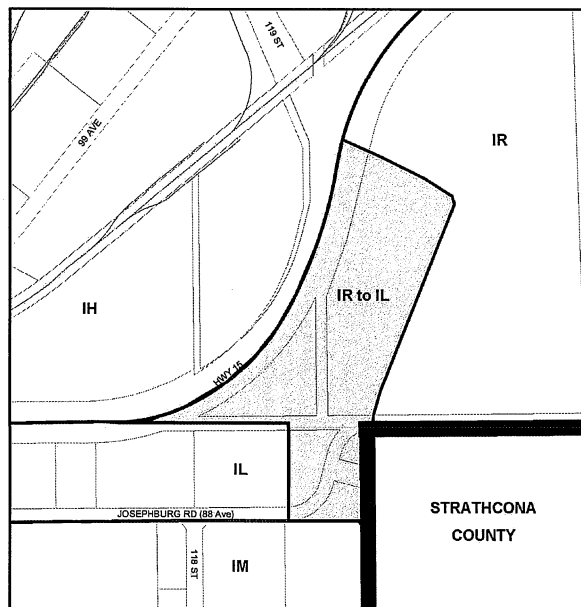 119 ST
99 AVE
IR
IR to IL
IH
HWY 15
IL
JOSEPHBURG RD (88 Ave)
STRATHCONA
COUNTY
118 ST
IM